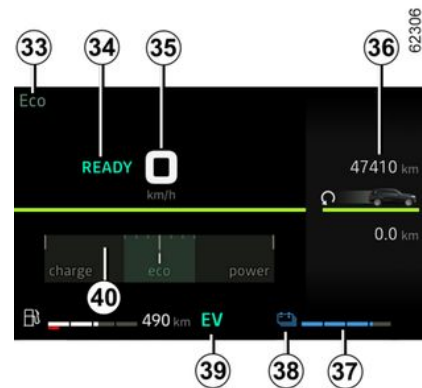 62306
33
34
35
36
Eco
READY
0
km/h
47410 km
0.0 km
charge
eco
power
40
490 km
EV
39
38
37